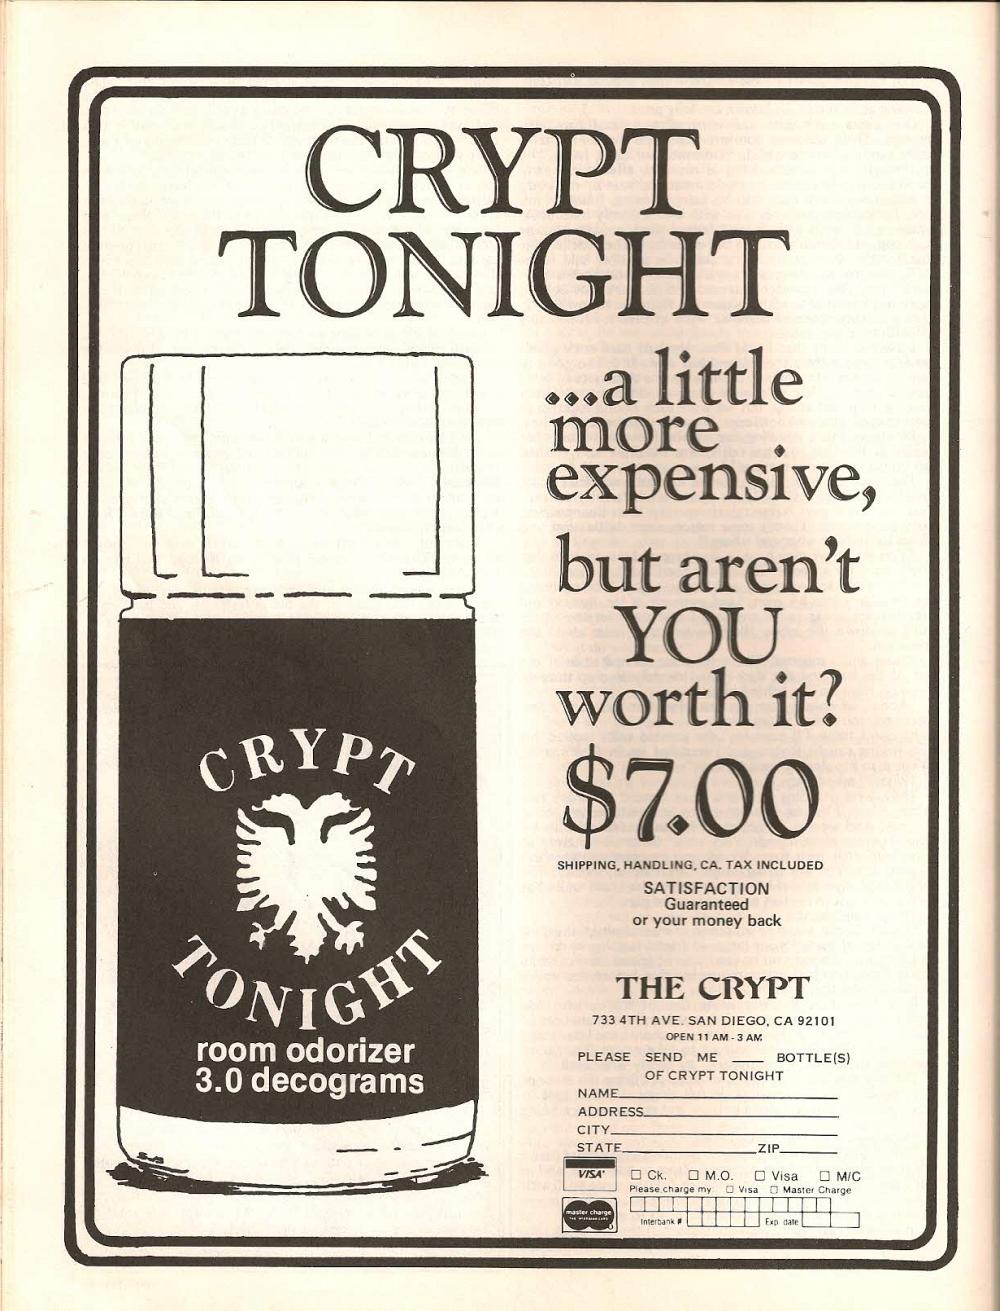 CRYPT
TONIGHT
...a little
more
expensive,
but aren't
YOU
worth it?
$7.00
SHIPPING, HANDLING, CA. TAX INCLUDED
SATISFACTION
Guaranteed
or your money back
CRYPT
TONIGHT
room odorizer
3.0 decograms
THE CRYPT
733 4TH AVE. SAN DIEGO, CA 92101
OPEN 11 AM - 3 AM
PLEASE SEND ME ____ BOTTLE(S)
OF CRYPT TONIGHT
NAME
ADDRESS
CITY
STATE ZIP
VISA
☐ Ck. ☐ M.O. ☐ Visa ☐ M/C
Please charge my ☐ Visa ☐ Master Charge
master charge
THE INTERBANK CARD
Interbank # Exp. date